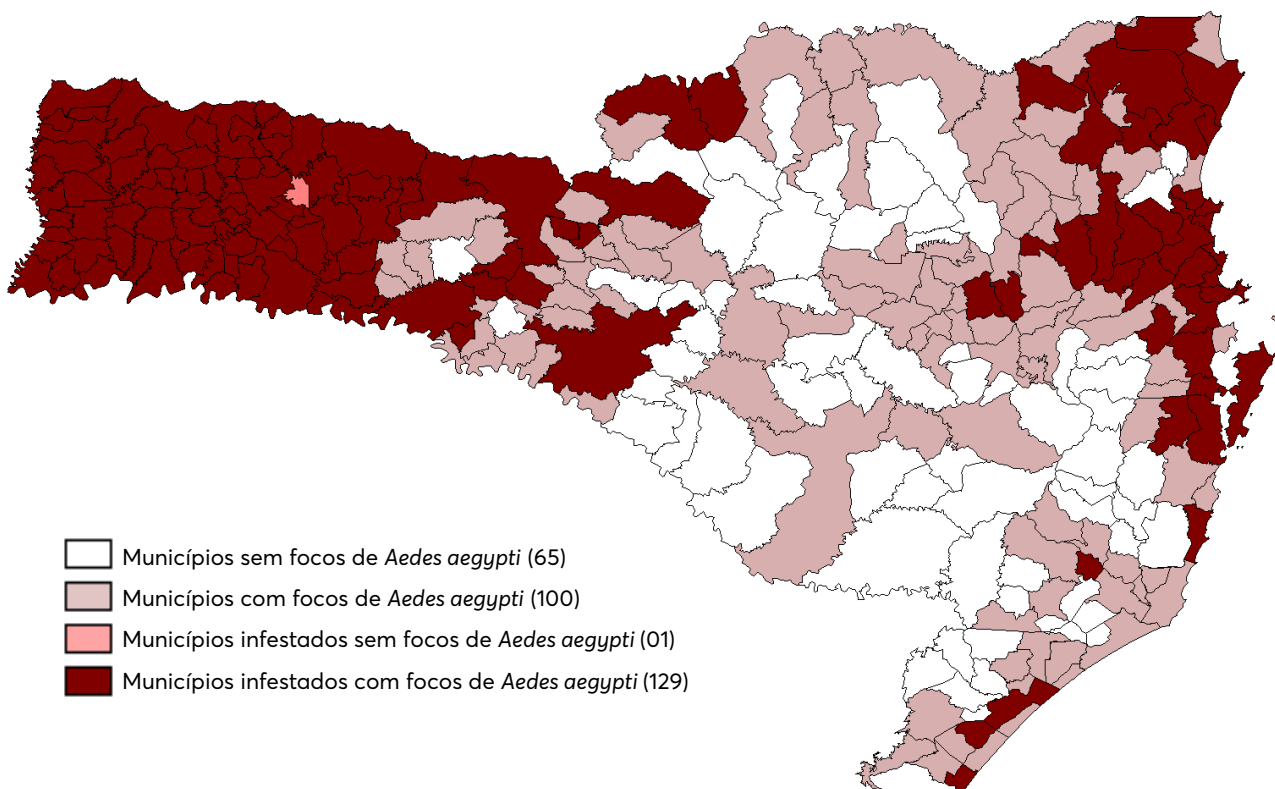 Municípios sem focos de Aedes aegypti (65)
Municípios com focos de Aedes aegypti (100)
Municípios infestados sem focos de Aedes aegypti (01)
Municípios infestados com focos de Aedes aegypti (129)